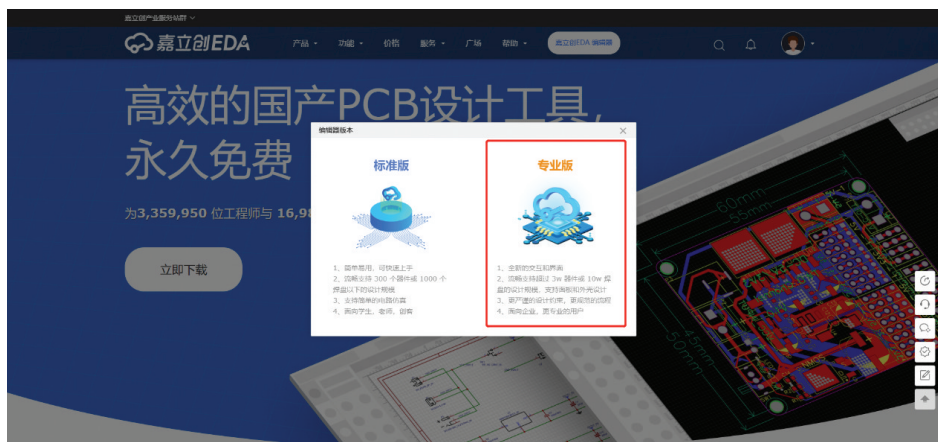 嘉立创产业服务站群
嘉立创EDA 产品 功能 价格 服务 广场 帮助 嘉立创EDA 编辑器
高效的国产PCB设计工具，
永久免费
为3,359,950 位工程师与 16,98
立即下载
编辑器版本
标准版
1、简单易用，可快速上手
2、流畅支持 300 个器件或 1000 个
焊盘以下的设计规模
3、支持简单的电路仿真
4、面向学生、老师、创客
专业版
1、全新的交互和界面
2、流畅支持超过 3w 器件或 10w 焊
盘的设计规模，支持面板和外壳设计
3、更严谨的设计约束，更规范的流程
4、面向企业、更专业的用户
60mm
55mm
45mm
50mm